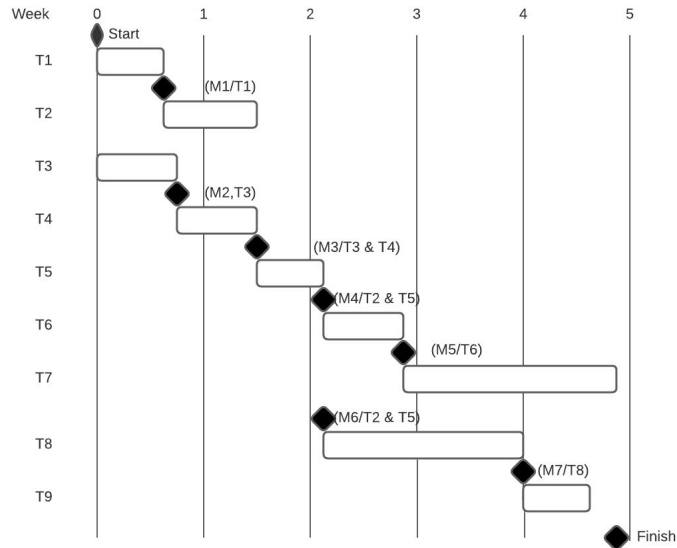 Week 0 1 2 3 4 5
Start
T1
(M1/T1)
T2
T3
(M2,T3)
T4
(M3/T3 & T4)
T5
(M4/T2 & T5)
T6
(M5/T6)
T7
(M6/T2 & T5)
T8
(M7/T8)
T9
Finish